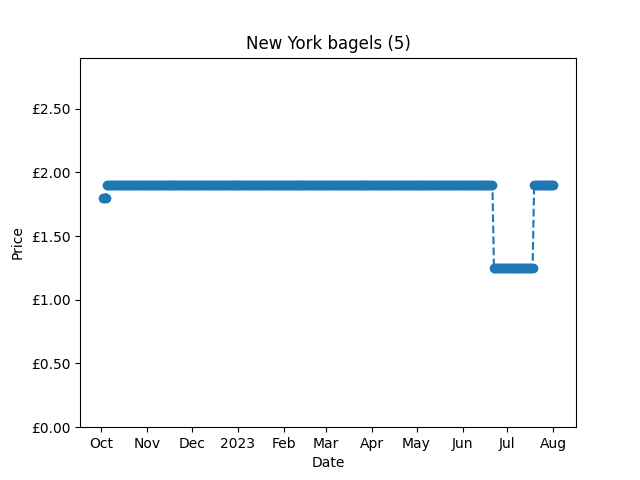 New York bagels (5)
£2.50
£2.00
£1.50
£1.00
£0.50
£0.00
Price
Oct Nov Dec 2023 Feb Mar Apr May Jun Jul Aug
Date